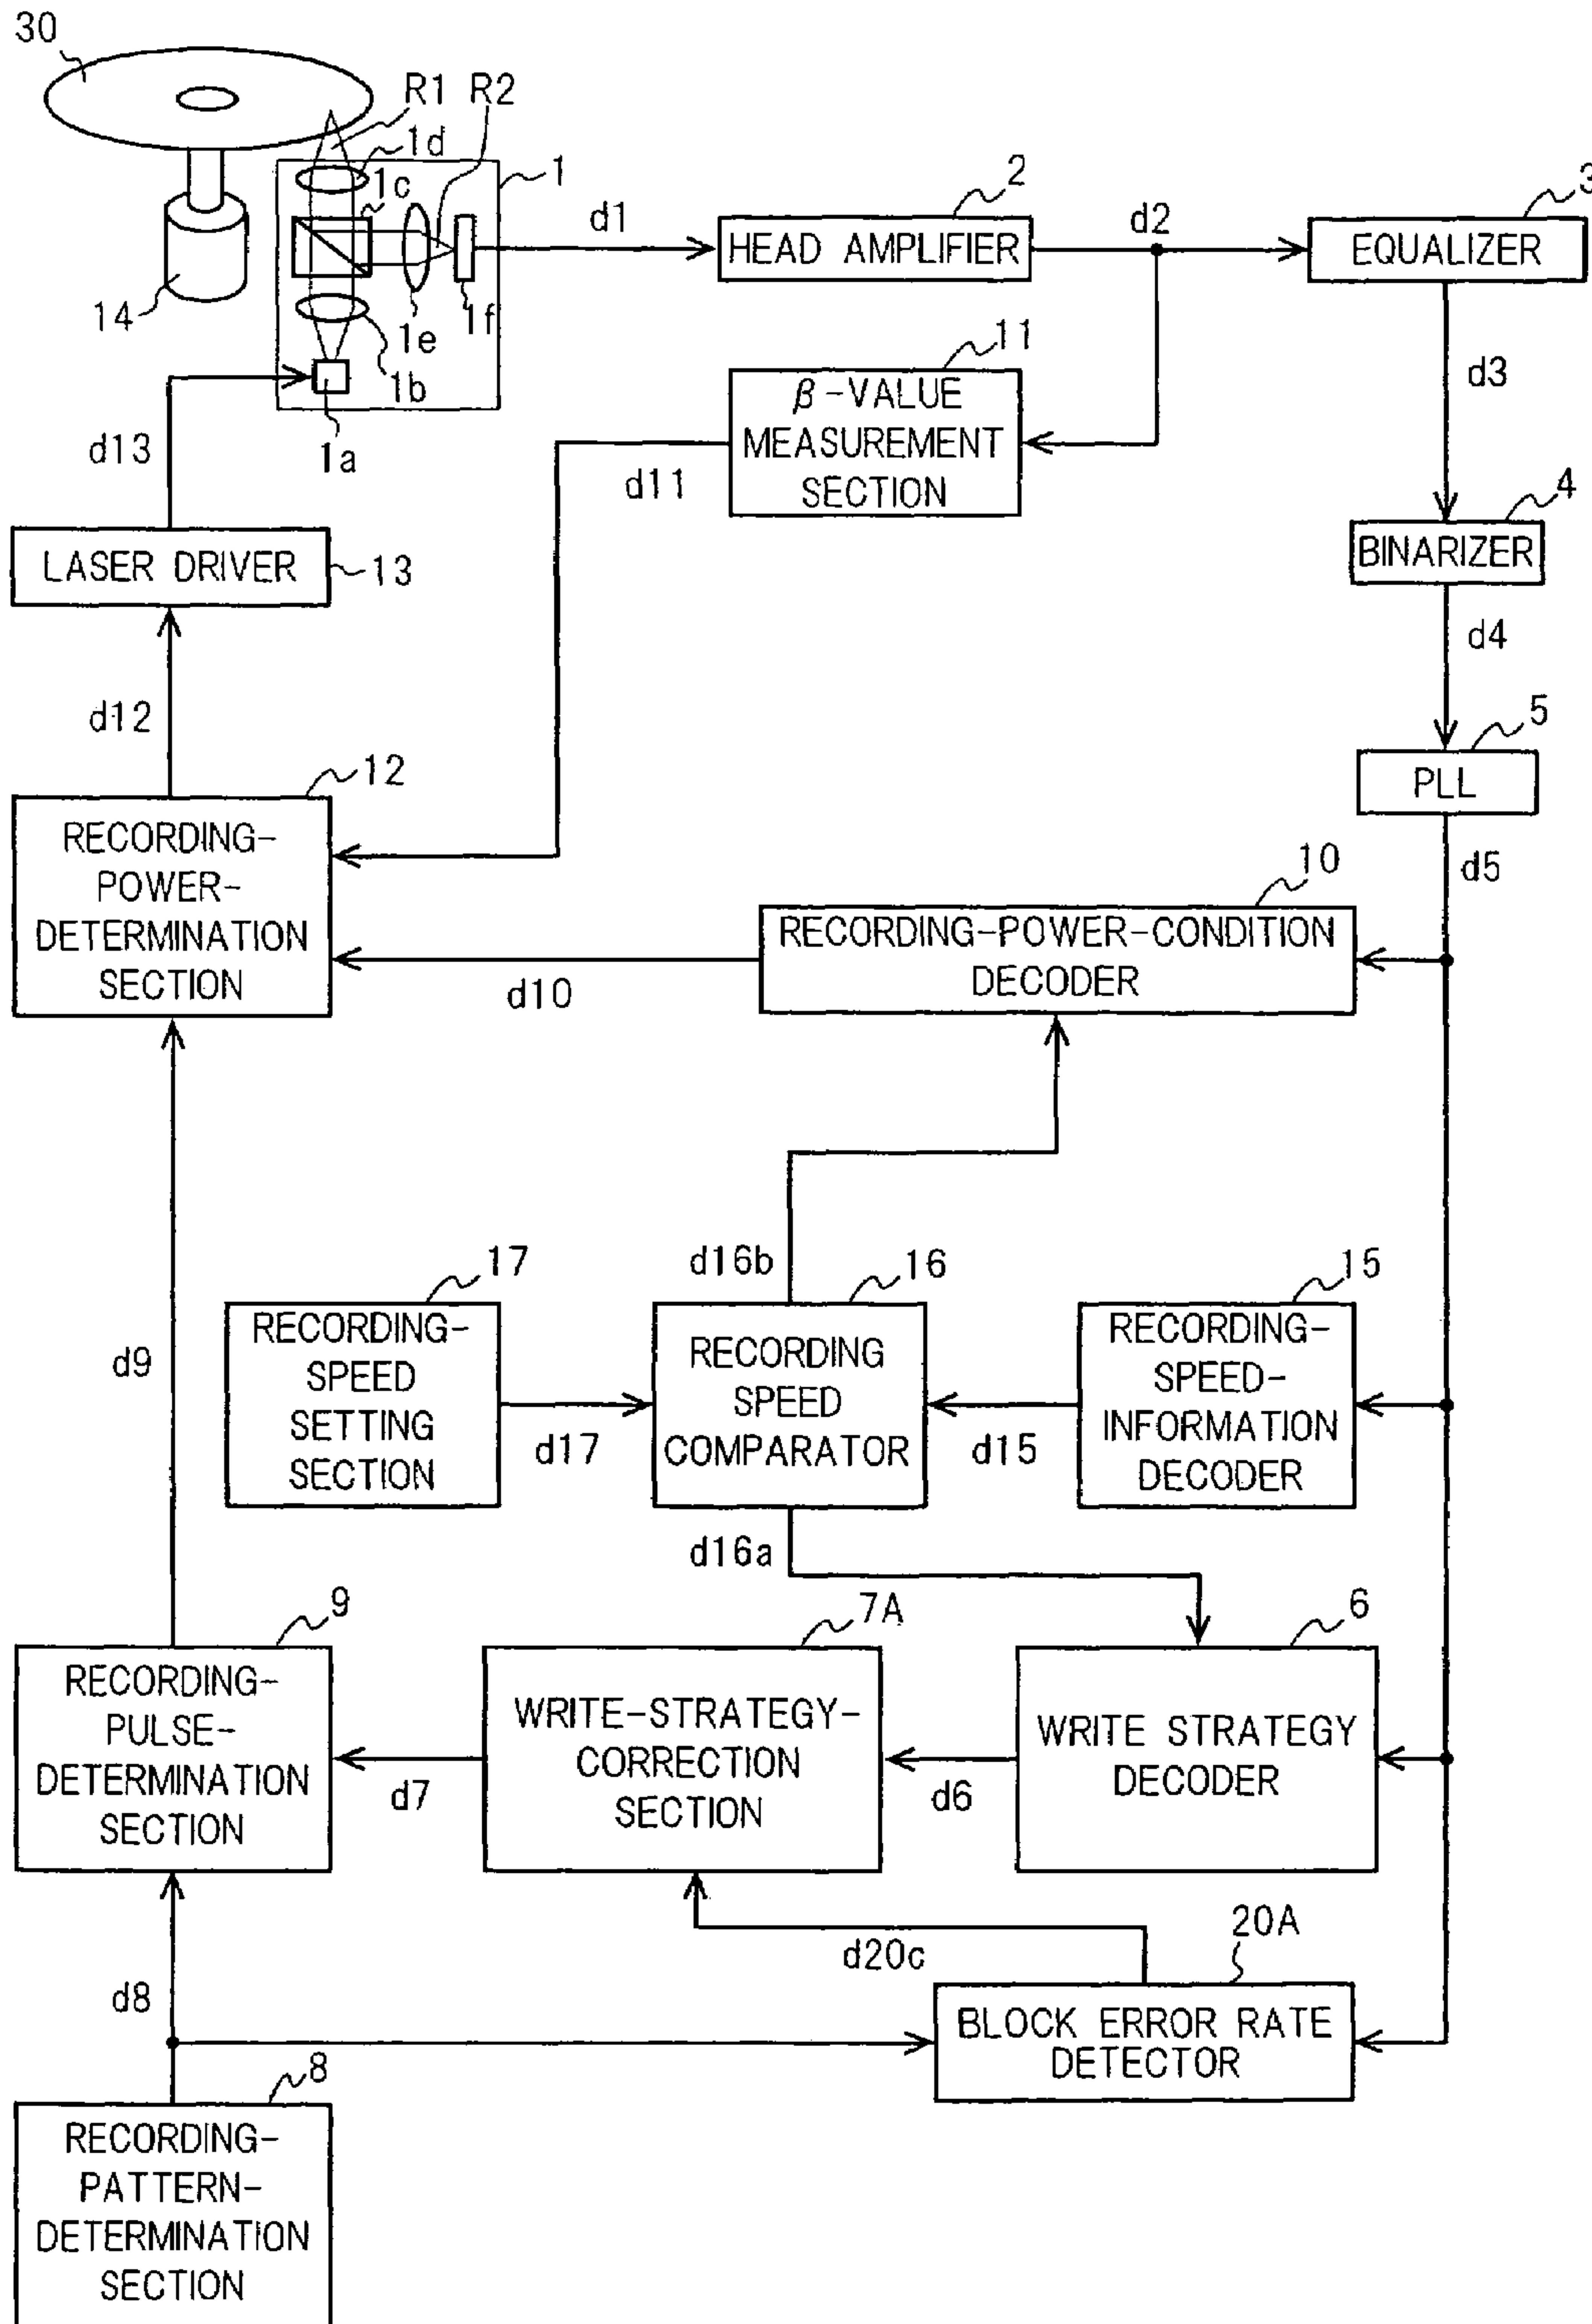 30
R1
R2
1d
1
1c
2
3
d1
HEAD AMPLIFIER
d2
EQUALIZER
14
1e
1f
1b
1a
11
β-VALUE
MEASUREMENT
SECTION
d3
d13
d11
4
BINARIZER
LASER DRIVER
13
d4
d12
5
PLL
12
RECORDING-
POWER-
DETERMINATION
SECTION
d5
10
RECORDING-POWER-CONDITION
DECODER
d10
d9
17
RECORDING-
SPEED
SETTING
SECTION
d17
d16b
16
RECORDING
SPEED
COMPARATOR
d15
15
RECORDING-
SPEED-
INFORMATION
DECODER
d16a
9
RECORDING-
PULSE-
DETERMINATION
SECTION
d7
7A
WRITE-STRATEGY-
CORRECTION
SECTION
d6
6
WRITE STRATEGY
DECODER
d20c
20A
d8
BLOCK ERROR RATE
DETECTOR
8
RECORDING-
PATTERN-
DETERMINATION
SECTION